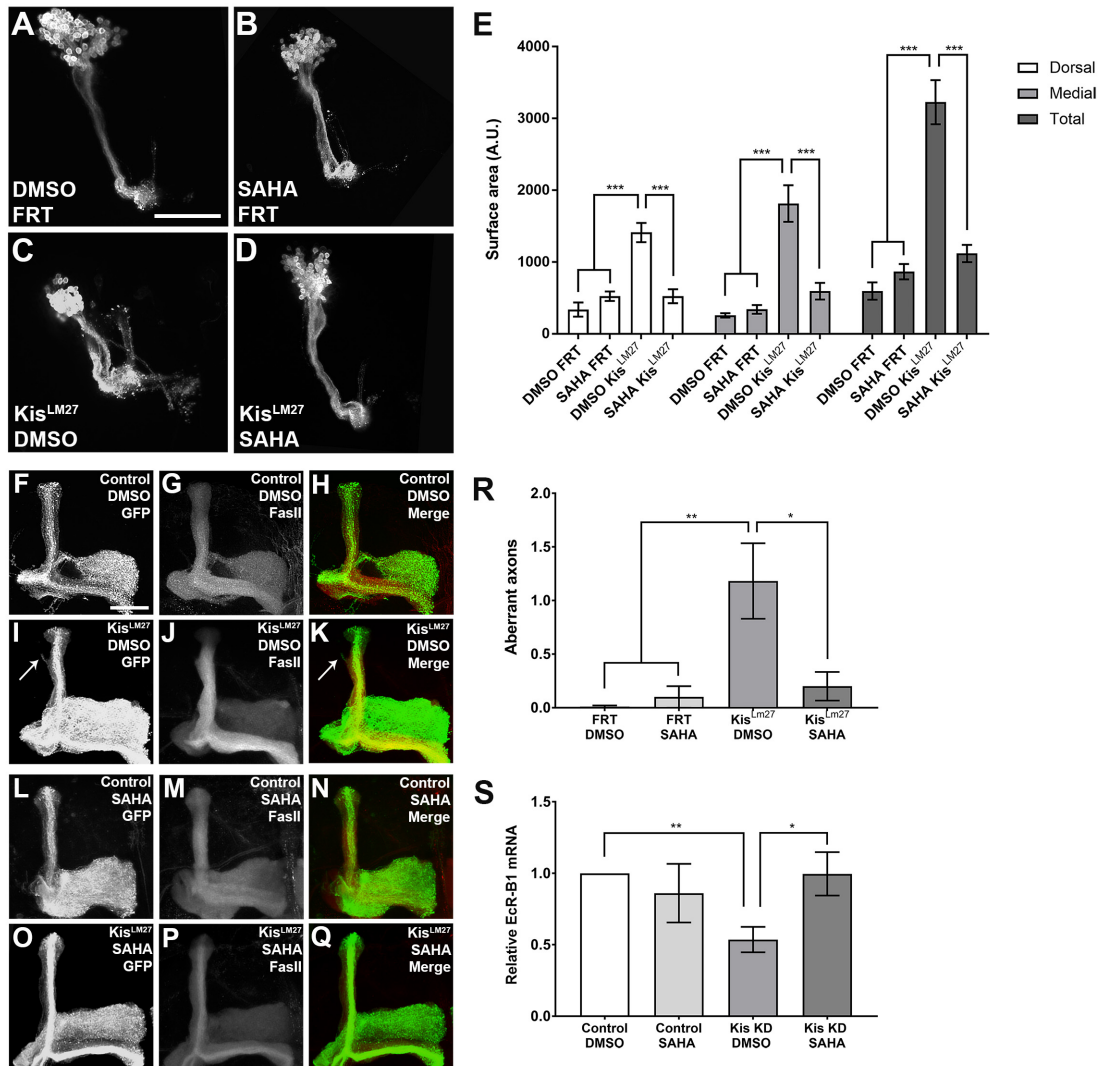 A
DMSO
FRT
B
SAHA
FRT
C
Kis^LM27
DMSO
D
Kis^LM27
SAHA
E
Surface area (A.U.)
4000
3000
2000
1000
0
***
***
***
***
***
***
DMSO FRT
SAHA FRT
DMSO Kis^LM27
SAHA Kis^LM27
DMSO FRT
SAHA FRT
DMSO Kis^LM27
SAHA Kis^LM27
DMSO FRT
SAHA FRT
DMSO Kis^LM27
SAHA Kis^LM27
Dorsal
Medial
Total
F
Control
DMSO
GFP
G
Control
DMSO
FasII
H
Control
DMSO
Merge
I
Kis^LM27
DMSO
GFP
J
Kis^LM27
DMSO
FasII
K
Kis^LM27
DMSO
Merge
L
Control
SAHA
GFP
M
Control
SAHA
FasII
N
Control
SAHA
Merge
O
Kis^LM27
SAHA
GFP
P
Kis^LM27
SAHA
FasII
Q
Kis^LM27
SAHA
Merge
R
Aberrant axons
2.0
1.5
1.0
0.5
0.0
**
*
FRT
DMSO
FRT
SAHA
Kis^Lm27
DMSO
Kis^Lm27
SAHA
S
Relative EcR-B1 mRNA
1.5
1.0
0.5
0.0
**
*
Control
DMSO
Control
SAHA
Kis KD
DMSO
Kis KD
SAHA